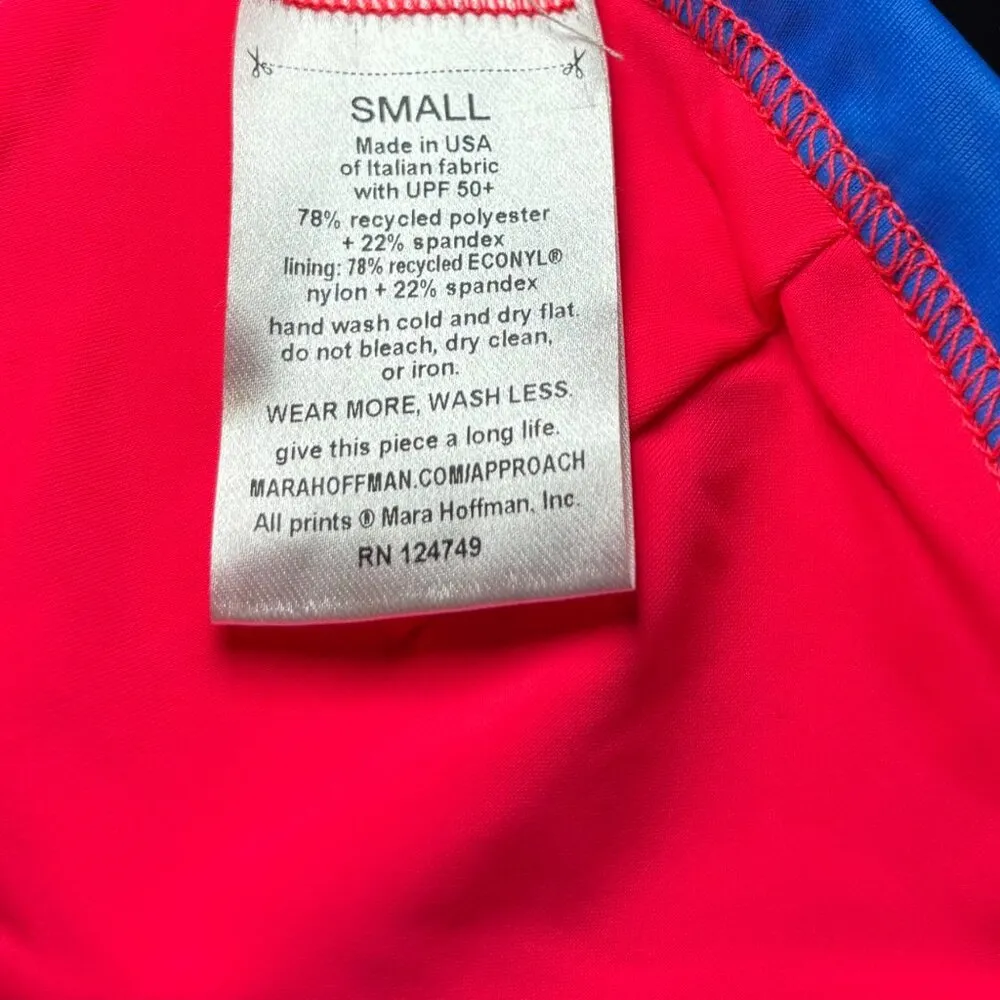 SMALL
Made in USA
of Italian fabric
with UPF 50+
78% recycled polyester
+ 22% spandex
lining: 78% recycled ECONYL®
nylon + 22% spandex
hand wash cold and dry flat.
do not bleach, dry clean,
or iron.
WEAR MORE, WASH LESS.
give this piece a long life.
MARAHOFFMAN.COM/APPROACH
All prints ® Mara Hoffman, Inc.
RN 124749